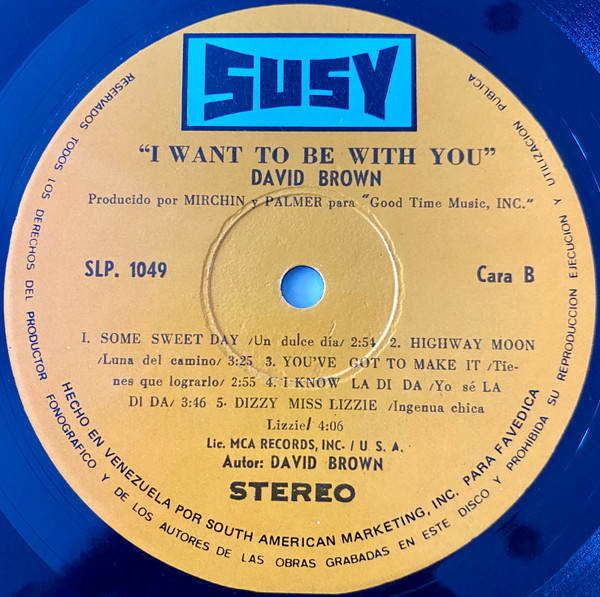 SUSY
"I WANT TO BE WITH YOU"
DAVID BROWN
Producido por MIRCHIN y PALMER para "Good Time Music, INC."
SLP. 1049
Cara B
I. SOME SWEET DAY /Un dulce día/ 2:54 2. HIGHWAY MOON
/Luna del camino/ 3:25 3. YOU'VE GOT TO MAKE IT /Tie-
nes que lograrlo/ 2:55 4. I KNOW LA DI DA /Yo sé LA
DI DA/ 3:46 5- DIZZY MISS LIZZIE /Ingenua chica
Lizzie/ 4:06
Lic. MCA RECORDS, INC- / U S A.
Autor: DAVID BROWN
STEREO
HECHO EN VENEZUELA POR SOUTH AMERICAN MARKETING, INC. PARA FAVEDICA
RESERVADOS TODOS LOS DERECHOS DEL PRODUCTOR FONOGRAFICO Y DE LOS AUTORES DE LAS OBRAS GRABADAS EN ESTE DISCO Y PROHIBIDA SU REPRODUCCION EJECUCION Y UTILIZACION PUBLICA